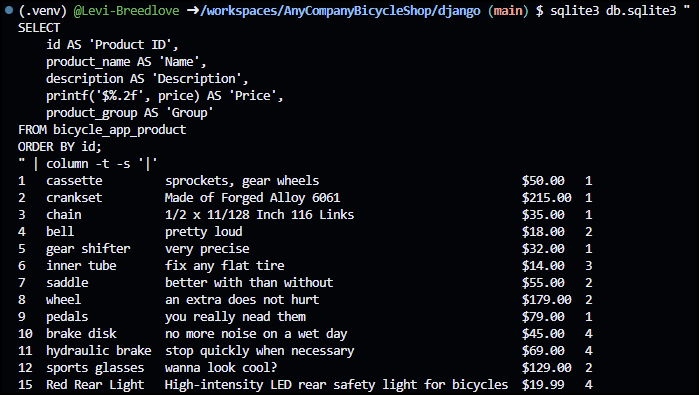 (.venv) @Levi-Breedlove ➜/workspaces/AnyCompanyBicycleShop/django (main) $ sqlite3 db.sqlite3 "
SELECT
    id AS 'Product ID',
    product_name AS 'Name',
    description AS 'Description',
    printf('$%.2f', price) AS 'Price',
    product_group AS 'Group'
FROM bicycle_app_product
ORDER BY id;
" | column -t -s '|'
1   cassette         sprockets, gear wheels                              $50.00   1
2   crankset         Made of Forged Alloy 6061                           $215.00  1
3   chain            1/2 x 11/128 Inch 116 Links                         $35.00   1
4   bell             pretty loud                                         $18.00   2
5   gear shifter     very precise                                        $32.00   1
6   inner tube       fix any flat tire                                   $14.00   3
7   saddle           better with than without                            $55.00   2
8   wheel            an extra does not hurt                              $179.00  2
9   pedals           you really nead them                                $79.00   1
10  brake disk       no more noise on a wet day                          $45.00   4
11  hydraulic brake  stop quickly when necessary                         $69.00   4
12  sports glasses   wanna look cool?                                    $129.00  2
15  Red Rear Light   High-intensity LED rear safety light for bicycles  $19.99   4